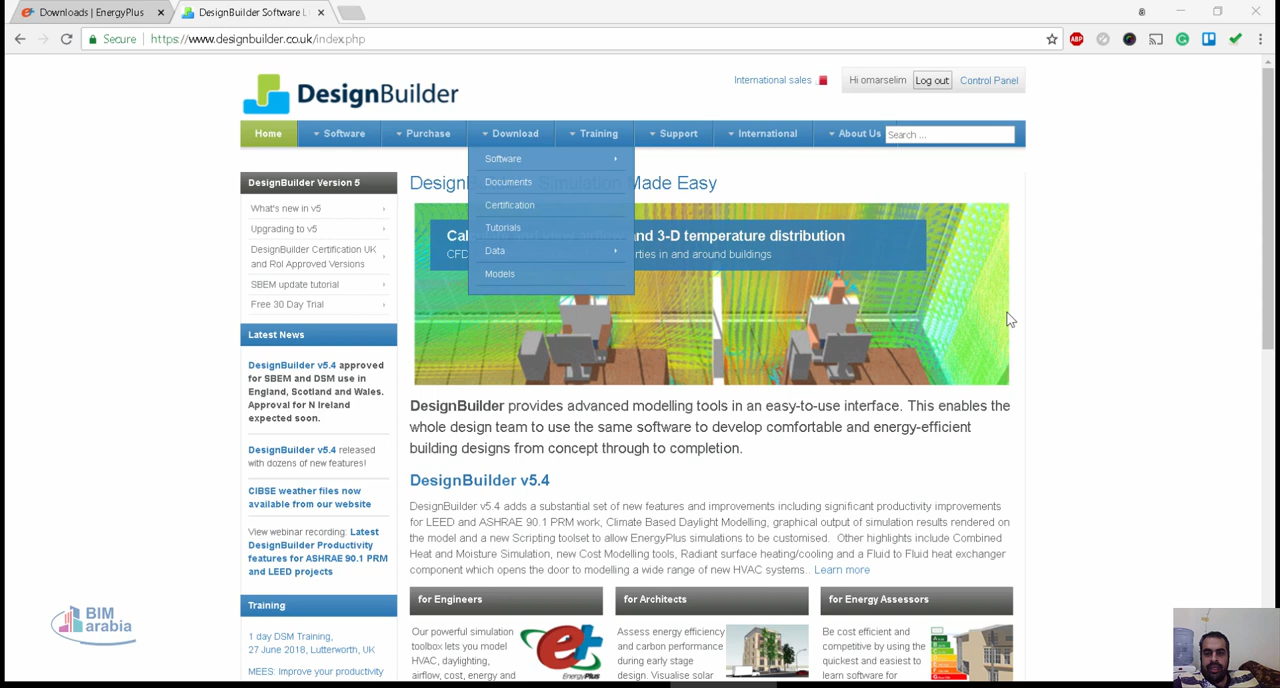 Downloads | EnergyPlus
DesignBuilder Software L
Secure
https://www.designbuilder.co.uk/index.php
ABP
DesignBuilder
International sales
Hi omarselim
Log out
Control Panel
Home
Software
Purchase
Download
Training
Support
International
About Us
Search ...
Software
Documents
Certification
Tutorials
Data
Models
DesignBuilder Version 5
What's new in v5
Upgrading to v5
DesignBuilder Certification UK
and RoI Approved Versions
SBEM update tutorial
Free 30 Day Trial
Latest News
DesignBuilder v5.4 approved
for SBEM and DSM use in
England, Scotland and Wales.
Approval for N Ireland
expected soon.
DesignBuilder v5.4 released
with dozens of new features!
CIBSE weather files now
available from our website
View webinar recording: Latest
DesignBuilder Productivity
features for ASHRAE 90.1 PRM
and LEED projects
Training
1 day DSM Training,
27 June 2018, Lutterworth, UK
MEES: Improve your productivity
Design Simulation Made Easy
and 3-D temperature distribution
CFD in and around buildings
DesignBuilder provides advanced modelling tools in an easy-to-use interface. This enables the
whole design team to use the same software to develop comfortable and energy-efficient
building designs from concept through to completion.
DesignBuilder v5.4
DesignBuilder v5.4 adds a substantial set of new features and improvements including significant productivity improvements
for LEED and ASHRAE 90.1 PRM work, Climate Based Daylight Modelling, graphical output of simulation results rendered on
the model and a new Scripting toolset to allow EnergyPlus simulations to be customised. Other highlights include Combined
Heat and Moisture Simulation, new Cost Modelling tools, Radiant surface heating/cooling and a Fluid to Fluid heat exchanger
component which opens the door to modelling a wide range of new HVAC systems.. Learn more
for Engineers
Our powerful simulation
toolbox lets you model
HVAC, daylighting,
airflow, cost, energy and
EnergyPlus
for Architects
Assess energy efficiency
and carbon performance
during early stage
design. Visualise solar
for Energy Assessors
Be cost efficient and
competitive by using the
quickest and easiest to
learn software for
BIM
arabia